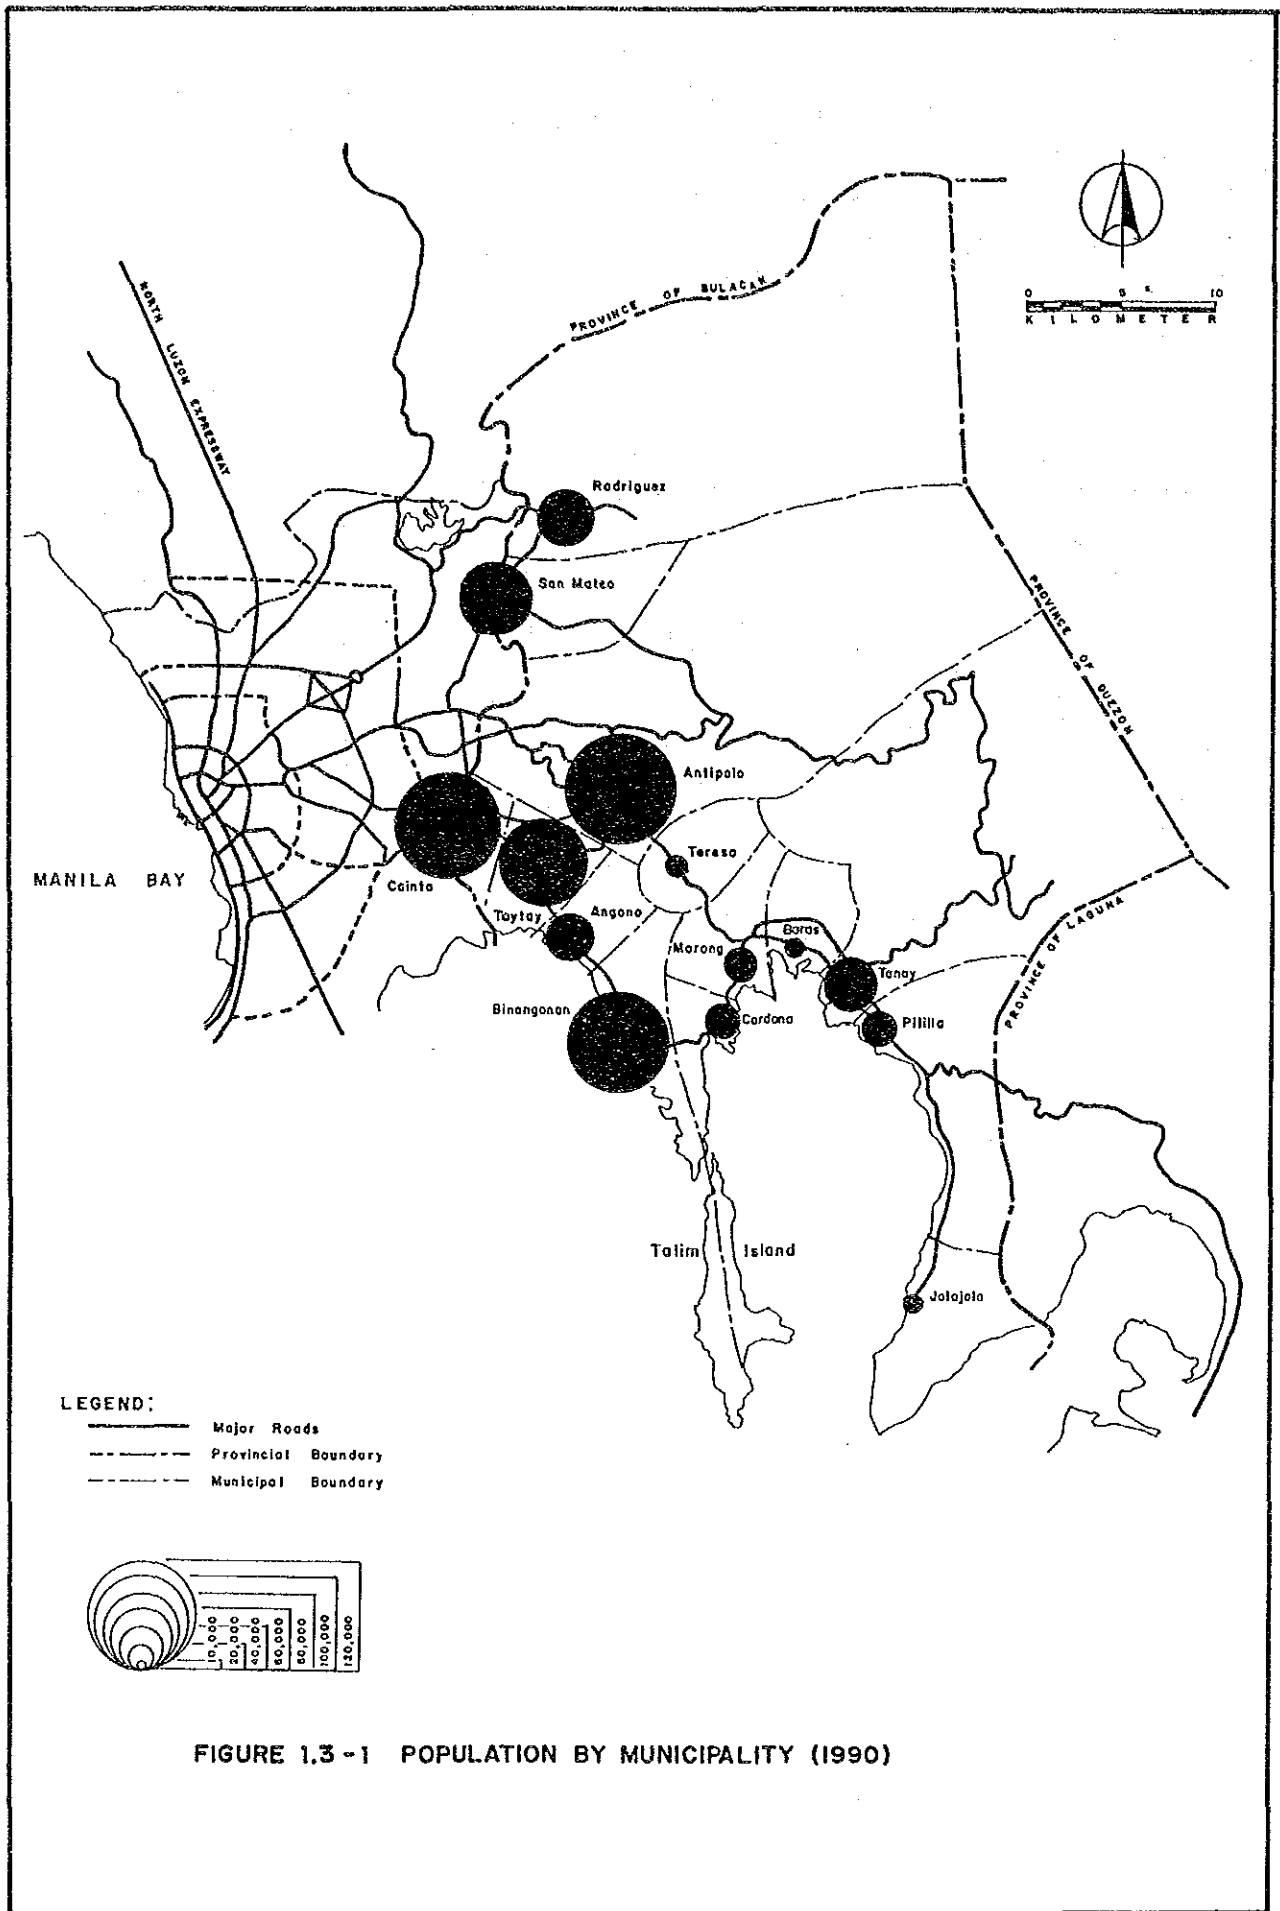 NORTH LUZON EXPRESSWAY
PROVINCE OF BULACAN
0 5 10
KILOMETER
Rodriguez
San Mateo
PROVINCE OF QUEZON
Antipolo
Teresa
MANILA BAY
Cainta
Taytay
Angono
Baras
Morong
Tanay
PROVINCE OF LAGUNA
Binangonan
Cardona
Pililla
Talim Island
Jalajala
LEGEND:
Major Roads
Provincial Boundary
Municipal Boundary
10,000
20,000
40,000
60,000
80,000
100,000
120,000
FIGURE 1.3-1 POPULATION BY MUNICIPALITY (1990)